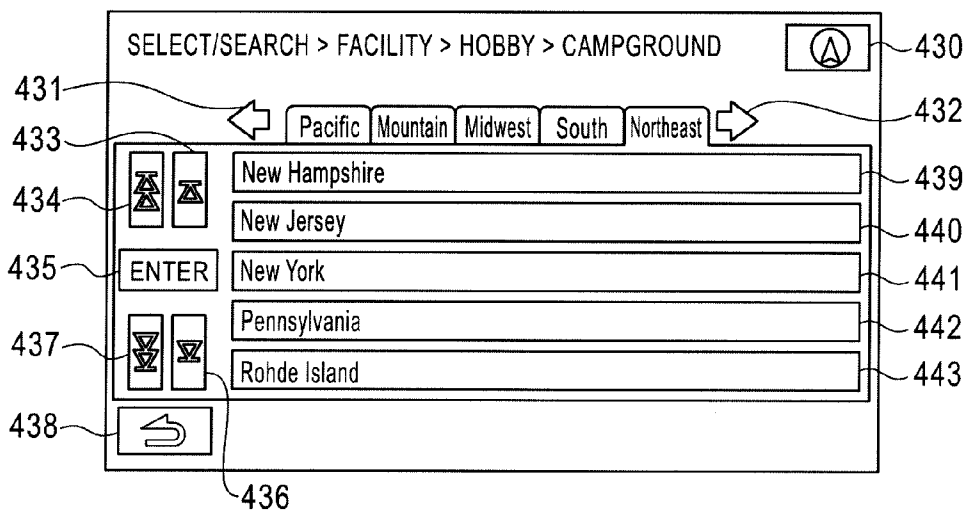 SELECT/SEARCH > FACILITY > HOBBY > CAMPGROUND
430
431
432
Pacific Mountain Midwest South Northeast
433
New Hampshire
439
434
New Jersey
440
435
ENTER
New York
441
Pennsylvania
442
437
Rohde Island
443
438
436